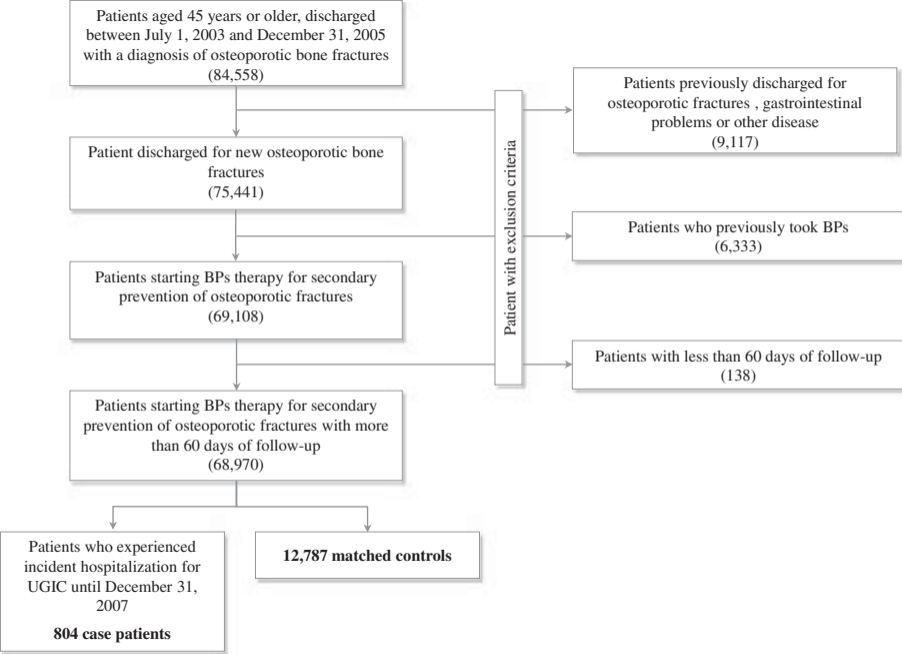 Patients aged 45 years or older, discharged
between July 1, 2003 and December 31, 2005
with a diagnosis of osteoporotic bone fractures
(84,558)
Patients previously discharged for
osteoporotic fractures , gastrointestinal
problems or other disease
(9,117)
Patient discharged for new osteoporotic bone
fractures
(75,441)
Patient with exclusion criteria
Patients who previously took BPs
(6,333)
Patients starting BPs therapy for secondary
prevention of osteoporotic fractures
(69,108)
Patients with less than 60 days of follow-up
(138)
Patients starting BPs therapy for secondary
prevention of osteoporotic fractures with more
than 60 days of follow-up
(68,970)
Patients who experienced
incident hospitalization for
UGIC until December 31,
2007
804 case patients
12,787 matched controls